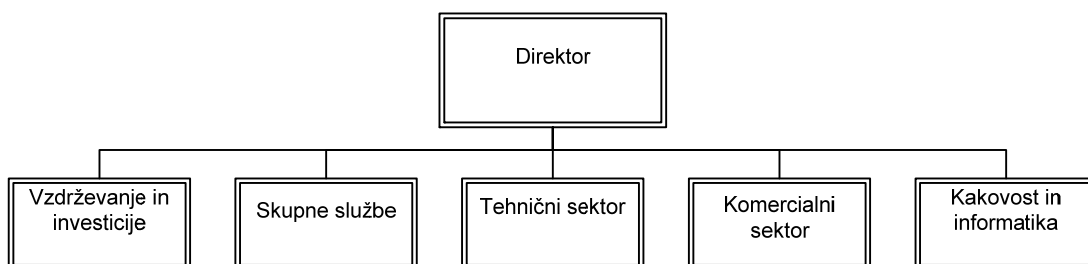 Direktor
Vzdrževanje in
investicije
Skupne službe
Tehnični sektor
Komercialni
sektor
Kakovost in
informatika